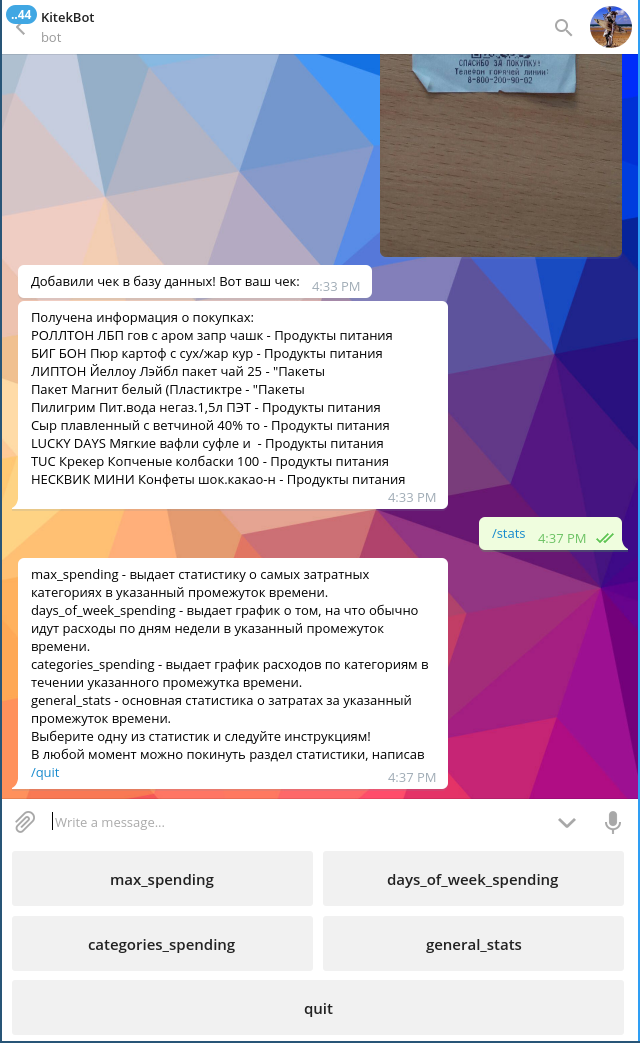 ..44
KitekBot
bot
СПАСИБО ЗА ПОКУПКУ!
Телефон горячей линии:
8-800-200-90-02
Добавили чек в базу данных! Вот ваш чек:
4:33 PM
Получена информация о покупках:
РОЛЛТОН ЛБП гов с аром запр чашк - Продукты питания
БИГ БОН Пюр картоф с сух/жар кур - Продукты питания
ЛИПТОН Йеллоу Лэйбл пакет чай 25 - "Пакеты
Пакет Магнит белый (Пластиктре - "Пакеты
Пилигрим Пит.вода негаз.1,5л ПЭТ - Продукты питания
Сыр плавленный с ветчиной 40% то - Продукты питания
LUCKY DAYS Мягкие вафли суфле и - Продукты питания
TUC Крекер Копченые колбаски 100 - Продукты питания
НЕСКВИК МИНИ Конфеты шок.какао-н - Продукты питания
4:33 PM
/stats
4:37 PM
max_spending - выдает статистику о самых затратных
категориях в указанный промежуток времени.
days_of_week_spending - выдает график о том, на что обычно
идут расходы по дням недели в указанный промежуток
времени.
categories_spending - выдает график расходов по категориям в
течении указанного промежутка времени.
general_stats - основная статистика о затратах за указанный
промежуток времени.
Выберите одну из статистик и следуйте инструкциям!
В любой момент можно покинуть раздел статистики, написав
/quit
4:37 PM
Write a message...
max_spending
days_of_week_spending
categories_spending
general_stats
quit